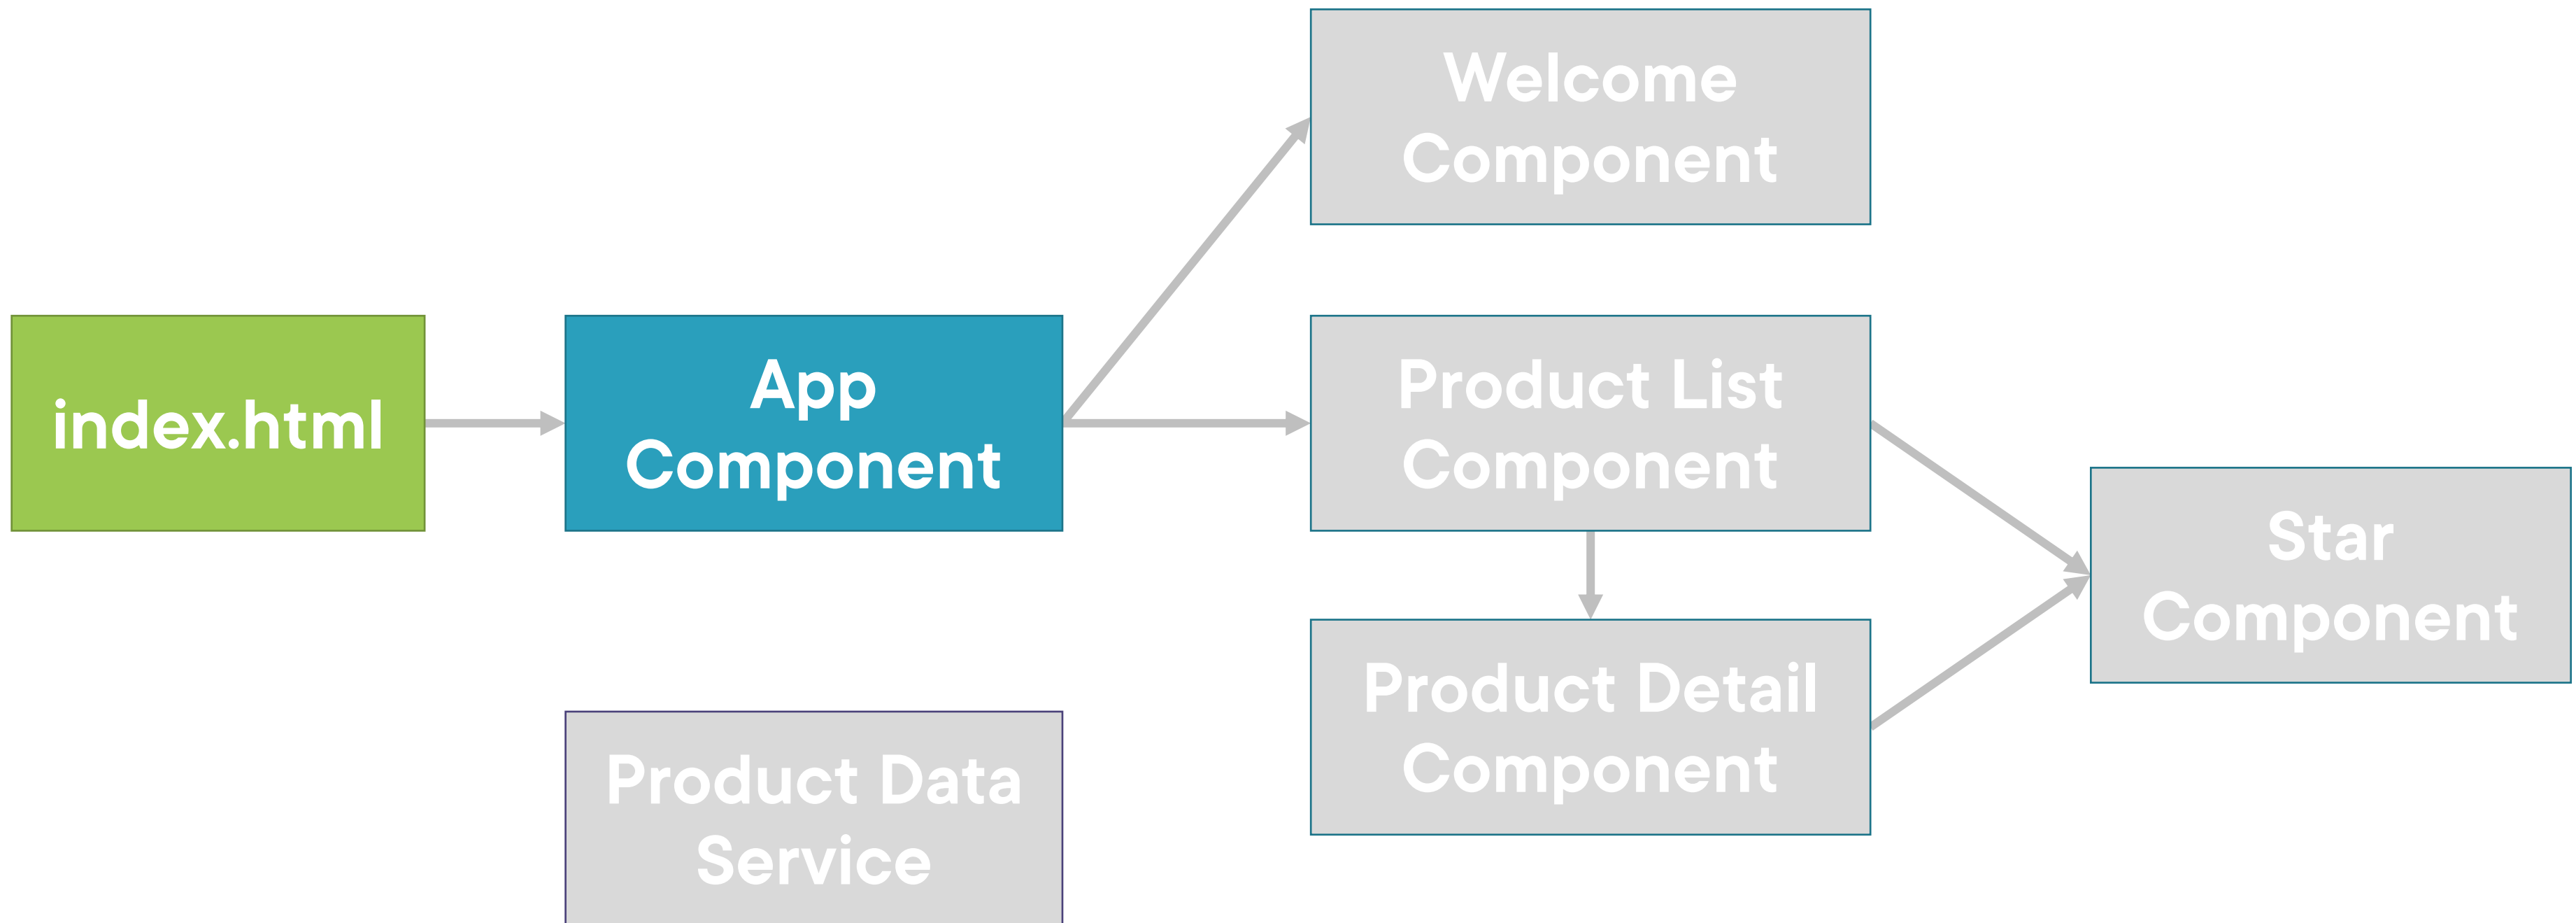 Welcome
Component
index.html
App
Component
Product List
Component
Star
Component
Product Detail
Component
Product Data
Service